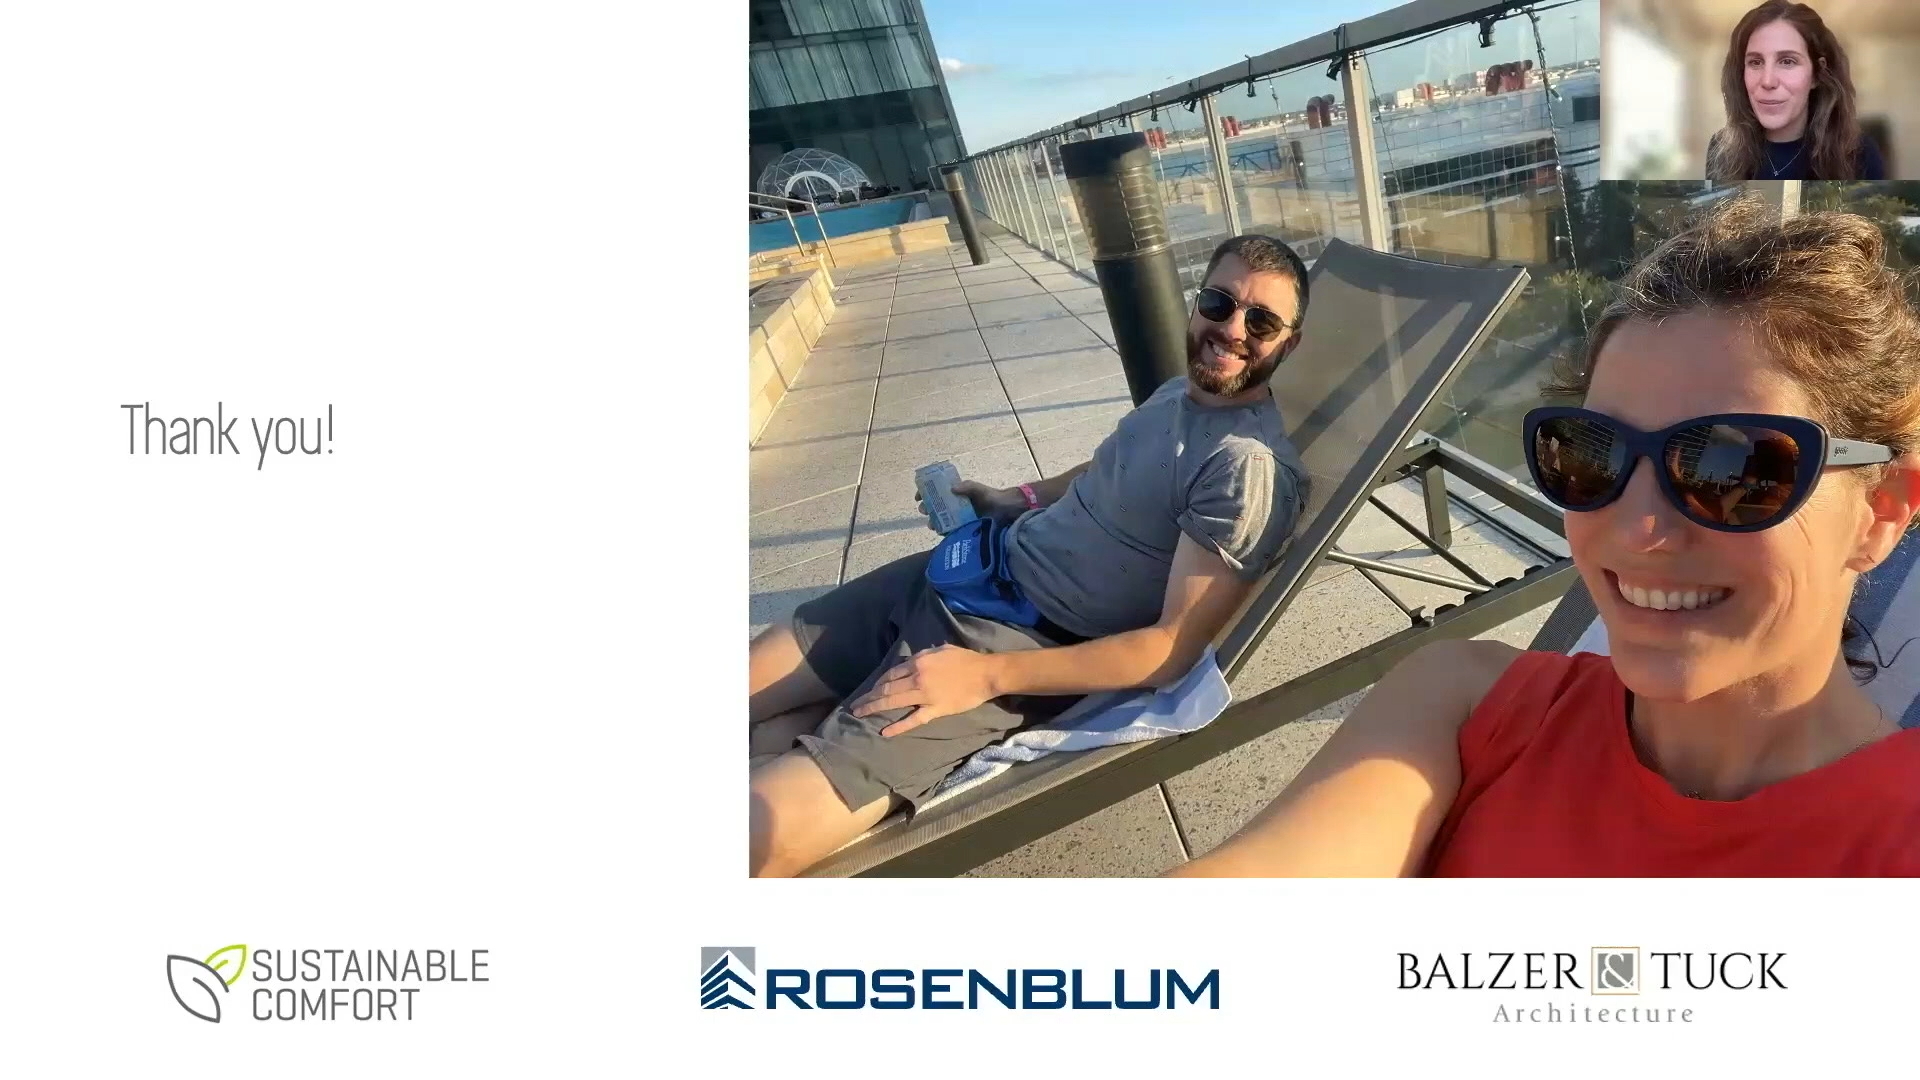 Thank you!
SUSTAINABLE
COMFORT
ROSENBLUM
BALZER & TUCK
Architecture